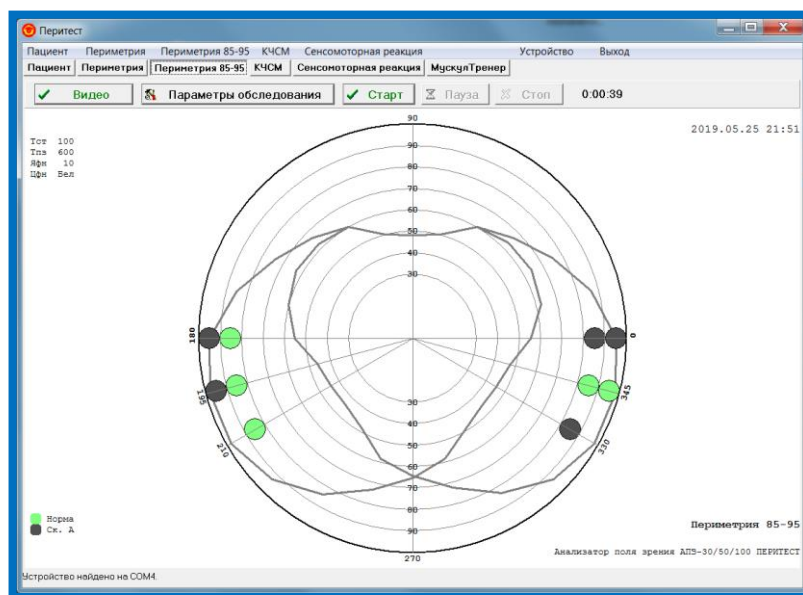 Перитест
Пациент Периметрия Периметрия 85-95 КЧСМ Сенсомоторная реакция Устройство Выход
Пациент Периметрия Периметрия 85-95 КЧСМ Сенсомоторная реакция МускулТренер
Видео Параметры обследования Старт Пауза Стоп 0:00:39
2019.05.25 21:51
Тот 100
Тпз 600
Яфн 10
Цфн Бел
90
90
80
70
60
50
40
30
180
0
195
345
30
40
50
60
70
80
90
210
330
270
Норма
Ск. А
Периметрия 85-95
Анализатор поля зрения АПЗ-30/50/100 ПЕРИТЕСТ
Устройство найдено на COM4.